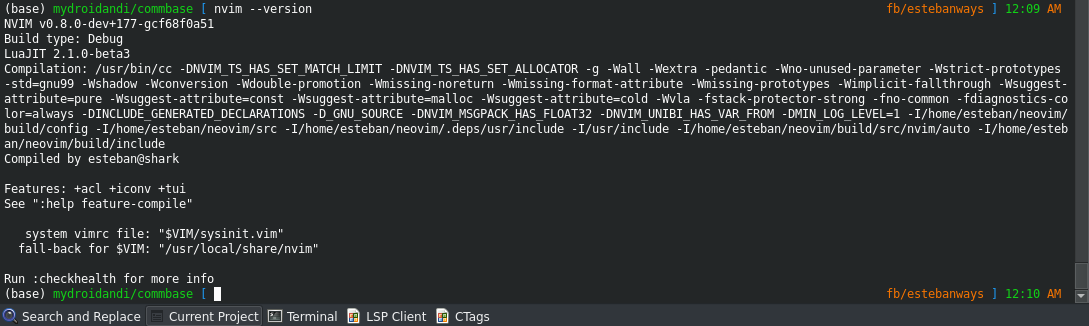 (base) mydroidandi/commbase [ nvim --version fb/estebanways ] 12:09 AM
NVIM v0.8.0-dev+177-gcf68f0a51
Build type: Debug
LuaJIT 2.1.0-beta3
Compilation: /usr/bin/cc -DNVIM_TS_HAS_SET_MATCH_LIMIT -DNVIM_TS_HAS_SET_ALLOCATOR -g -Wall -Wextra -pedantic -Wno-unused-parameter -Wstrict-prototypes
-std=gnu99 -Wshadow -Wconversion -Wdouble-promotion -Wmissing-noreturn -Wmissing-format-attribute -Wmissing-prototypes -Wimplicit-fallthrough -Wsuggest-
attribute=pure -Wsuggest-attribute=const -Wsuggest-attribute=malloc -Wsuggest-attribute=cold -Wvla -fstack-protector-strong -fno-common -fdiagnostics-co
lor=always -DINCLUDE_GENERATED_DECLARATIONS -D_GNU_SOURCE -DNVIM_MSGPACK_HAS_FLOAT32 -DNVIM_UNIBI_HAS_VAR_FROM -DMIN_LOG_LEVEL=1 -I/home/esteban/neovim/
build/config -I/home/esteban/neovim/src -I/home/esteban/neovim/.deps/usr/include -I/usr/include -I/home/esteban/neovim/build/src/nvim/auto -I/home/esteb
an/neovim/build/include
Compiled by esteban@shark
Features: +acl +iconv +tui
See ":help feature-compile"
system vimrc file: "$VIM/sysinit.vim"
fall-back for $VIM: "/usr/local/share/nvim"
Run :checkhealth for more info
(base) mydroidandi/commbase [ fb/estebanways ] 12:10 AM
Search and Replace Current Project Terminal LSP Client CTags